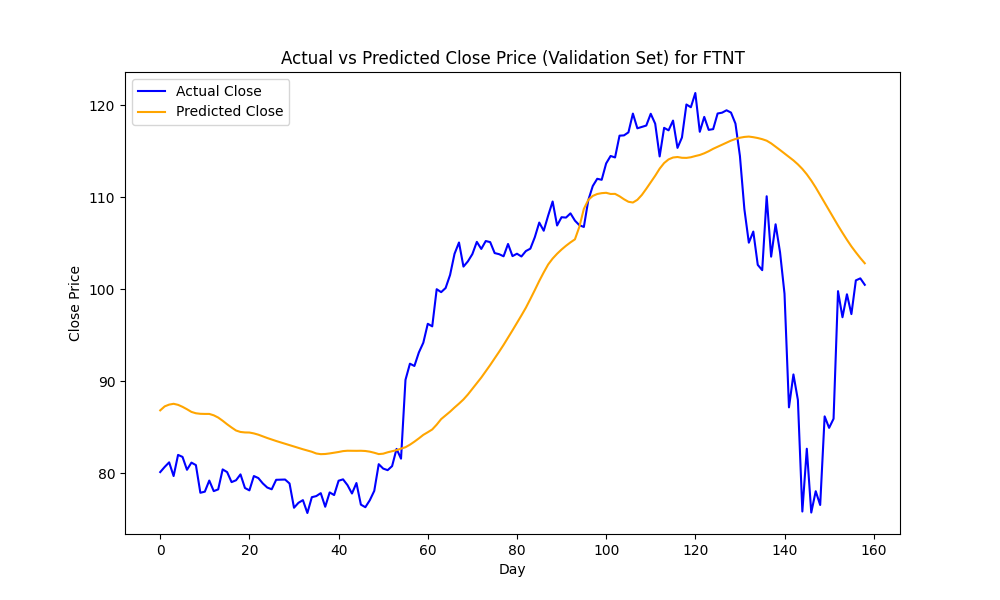 Actual vs Predicted Close Price (Validation Set) for FTNT
Actual Close
Predicted Close
120
110
100
90
80
Close Price
0 20 40 60 80 100 120 140 160
Day